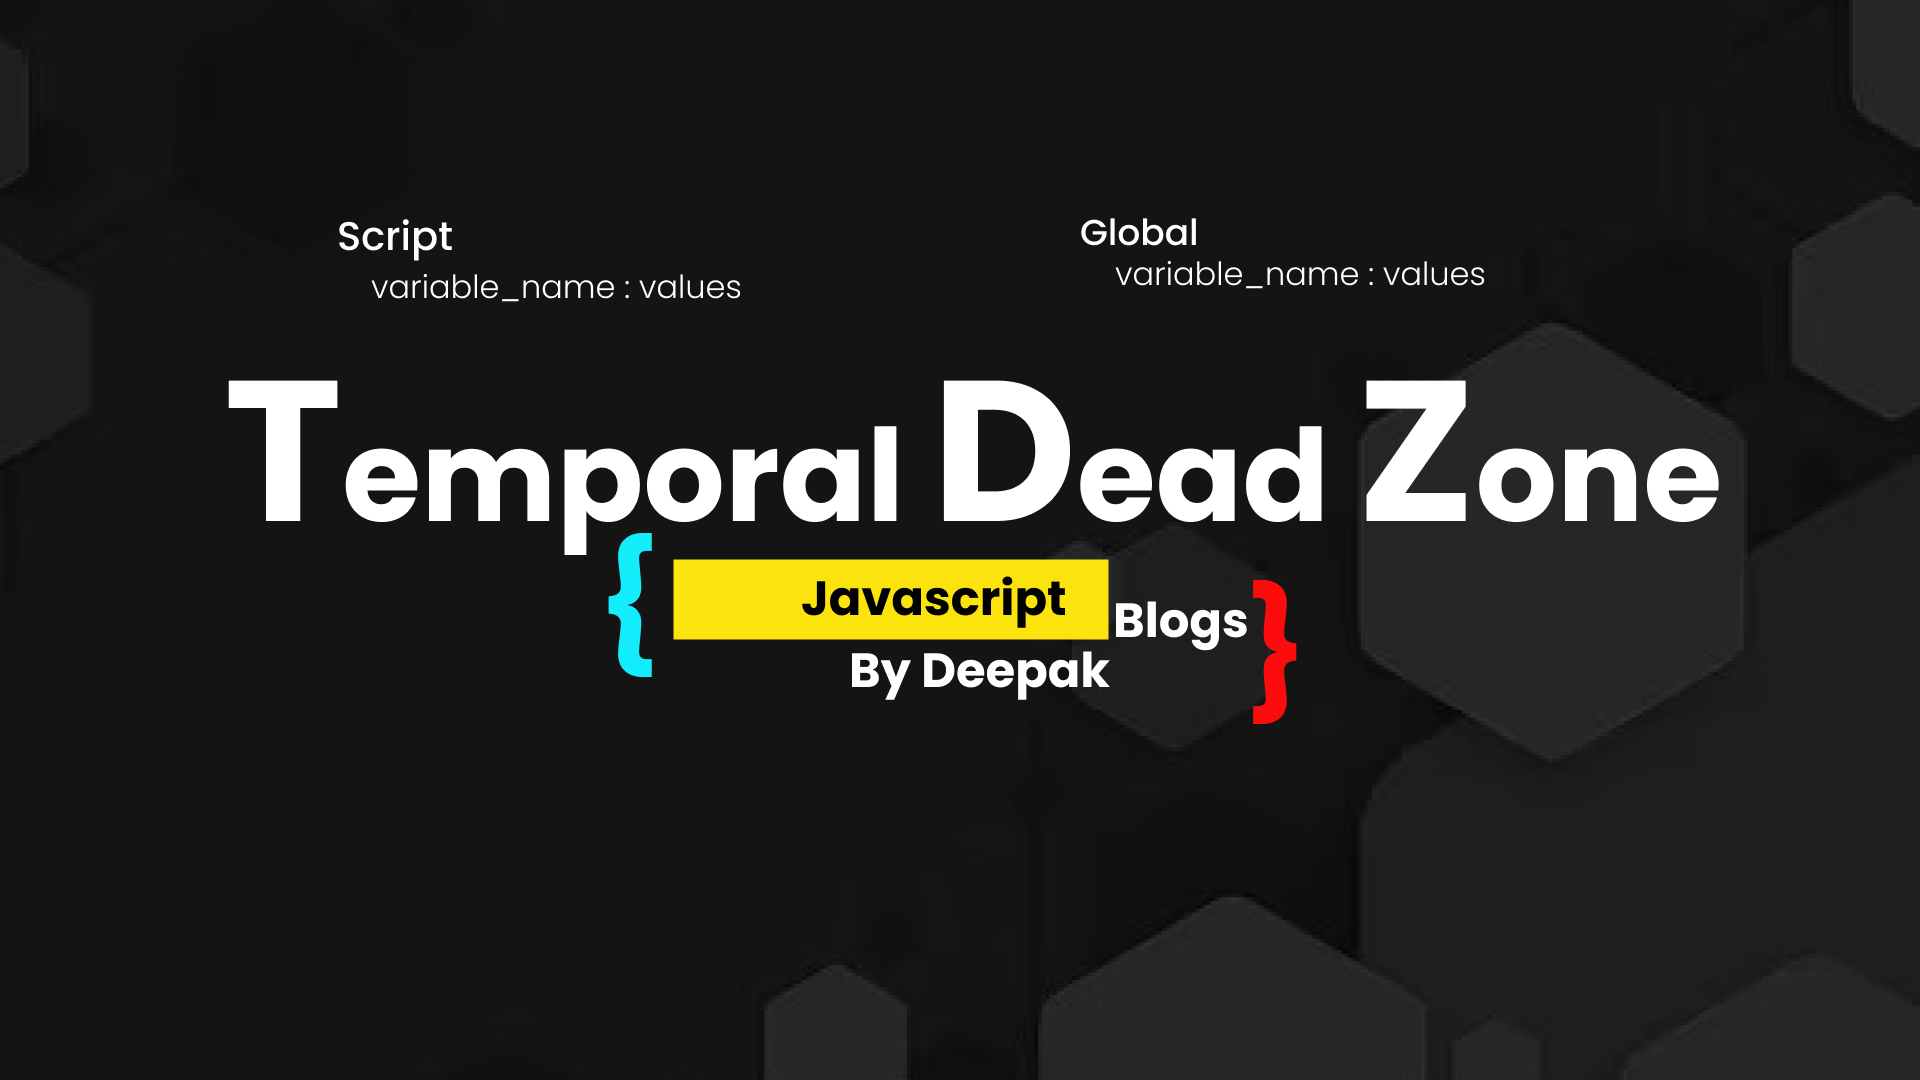 Script
variable_name : values
Global
variable_name : values
Temporal Dead Zone
{ Javascript Blogs }
By Deepak